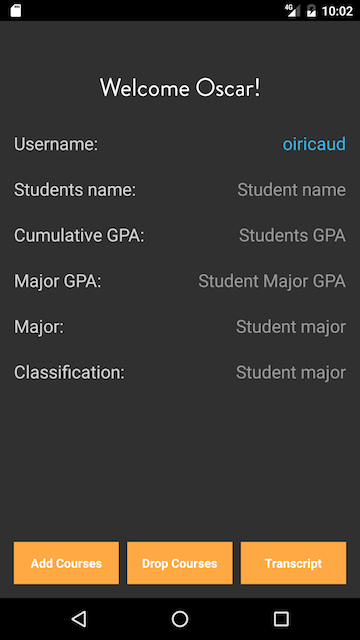 4G 10:02
Welcome Oscar!
Username: oiricaud
Students name: Student name
Cumulative GPA: Students GPA
Major GPA: Student Major GPA
Major: Student major
Classification: Student major
Add Courses Drop Courses Transcript